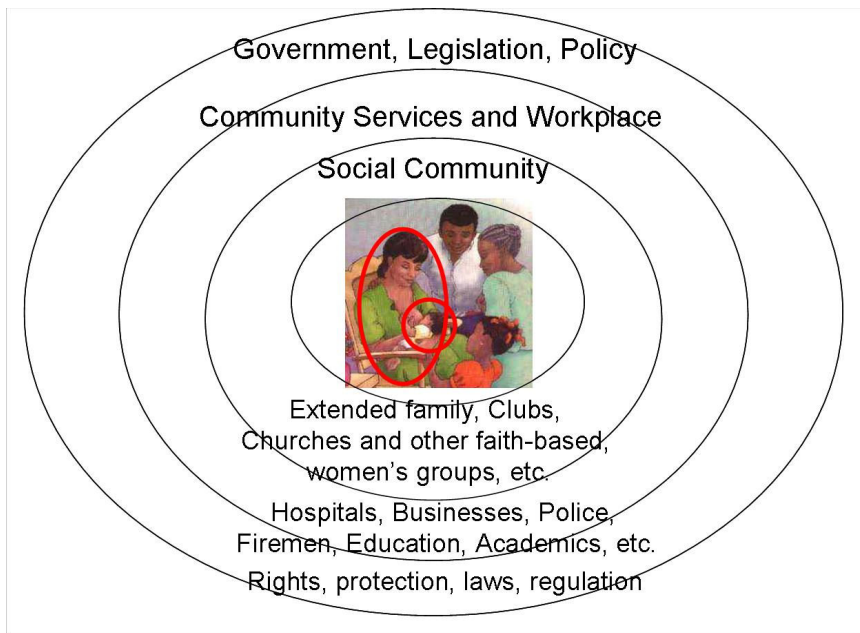 Government, Legislation, Policy
Community Services and Workplace
Social Community
Extended family, Clubs,
Churches and other faith-based,
women's groups, etc.
Hospitals, Businesses, Police,
Firemen, Education, Academics, etc.
Rights, protection, laws, regulation